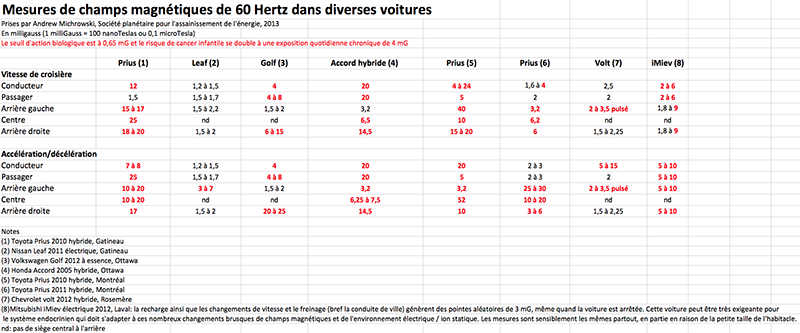 Mesures de champs magnétiques de 60 Hertz dans diverses voitures
Prises par Andrew Michrowski, Société planétaire pour l'assainissement de l'énergie, 2013
En milligauss (1 milliGauss = 100 nanoTeslas ou 0,1 microTesla)
Le seuil d'action biologique est à 0,65 mG et le risque de cancer infantile se double à une exposition quotidienne chronique de 4 mG
Prius (1) Leaf (2) Golf (3) Accord hybride (4) Prius (5) Prius (6) Volt (7) iMiev (8)
Vitesse de croisière
Conducteur 12 1,2 à 1,5 4 20 4 à 24 1,6 à 4 2,5 2 à 6
Passager 1,5 1,5 à 1,7 4 à 8 20 5 2 2 2 à 6
Arrière gauche 15 à 17 1,5 à 2,2 1,5 à 2 3,2 40 3,2 2 à 3,5 pulsé 1,8 à 9
Centre 25 nd nd 6,5 10 6,2 nd nd
Arrière droite 18 à 20 1,5 à 2 6 à 15 14,5 15 à 20 6 1,5 à 2,25 1,8 à 9
Accélération/décélération
Conducteur 7 à 8 1,2 à 1,5 4 20 20 2 à 3 5 à 15 5 à 10
Passager 25 1,5 à 1,7 4 à 8 20 5 2 à 3 2 5 à 10
Arrière gauche 10 à 20 3 à 7 1,5 à 2 3,2 3,2 25 à 30 2 à 3,5 pulsé 5 à 10
Centre 10 à 20 nd nd 6,25 à 7,5 52 10 à 20 nd nd
Arrière droite 17 1,5 à 2 20 à 25 14,5 10 3 à 6 1,5 à 2,25 5 à 10
Notes
(1) Toyota Prius 2010 hybride, Gatineau
(2) Nissan Leaf 2011 électrique, Gatineau
(3) Volkswagen Golf 2012 à essence, Ottawa
(4) Honda Accord 2005 hybride, Ottawa
(5) Toyota Prius 2010 hybride, Montréal
(6) Toyota Prius 2011 hybride, Montréal
(7) Chevrolet volt 2012 hybride, Rosemère
(8)Mitsubishi iMiev électrique 2012, Laval: la recharge ainsi que les changements de vitesse et le freinage (bref la conduite de ville) génèrent des pointes aléatoires de 3 mG, même quand la voiture est arrêtée. Cette voiture peut être très exigeante pour
le système endocrinien qui doit s'adapter à ces nombreux changements brusques de champs magnétiques et de l'environnement électrique / ion statique. Les mesures sont sensiblement les mêmes partout, en partie en raison de la petite taille de l'habitacle.
nd: pas de siège central à l'arrière